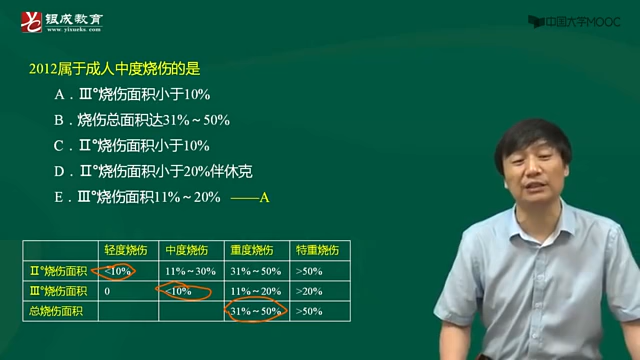 银成教育
www.yixueks.com
中国大学MOOC
2012属于成人中度烧伤的是
A．Ⅲ°烧伤面积小于10%
B．烧伤总面积达31%～50%
C．Ⅱ°烧伤面积小于10%
D．Ⅱ°烧伤面积小于20%伴休克
E．Ⅲ°烧伤面积11%～20% ——A
轻度烧伤 中度烧伤 重度烧伤 特重烧伤
Ⅱ°烧伤面积 <10% 11%～30% 31%～50% >50%
Ⅲ°烧伤面积 0 <10% 11%～20% >20%
总烧伤面积 31%～50% >50%